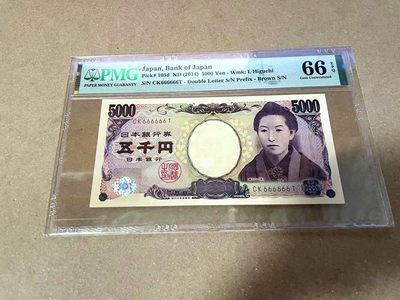 PMG
PAPER MONEY GUARANTY
Japan, Bank of Japan
Pick# 105d ND (2014) 5000 Yen - Wmk: I. Higuchi
S/N CK666666T - Double Letter S/N Prefix - Brown S/N
66 EPQ
Gem Uncirculated
5000
5000
CK666666T
日本銀行券
五千円
日本銀行
CK666666T
5000